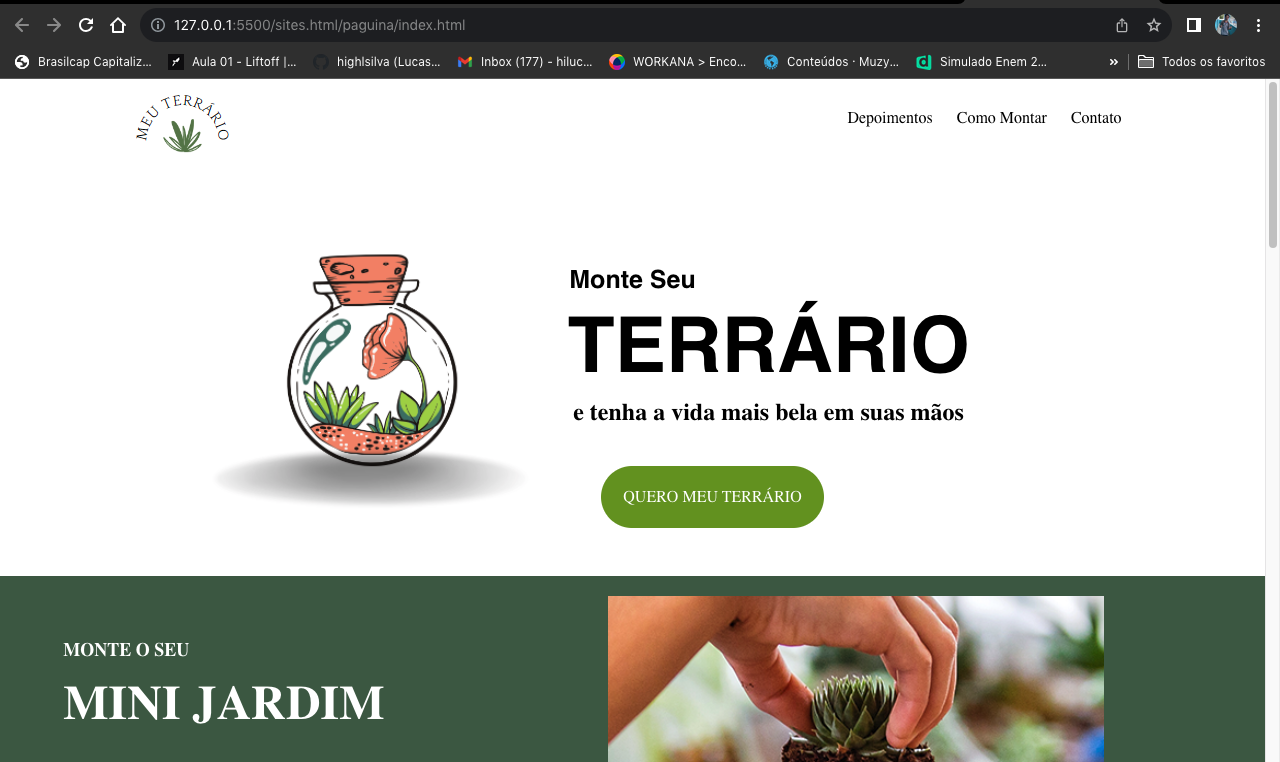 127.0.0.1:5500/sites.html/paguina/index.html
Brasilcap Capitaliz... Aula 01 - Liftoff |... highlsilva (Lucas... Inbox (177) - hiluc... WORKANA > Enco... Conteúdos · Muzy... Simulado Enem 2... » Todos os favoritos
MEU TERRÁRIO
Depoimentos Como Montar Contato
Monte Seu
TERRÁRIO
e tenha a vida mais bela em suas mãos
QUERO MEU TERRÁRIO
MONTE O SEU
MINI JARDIM